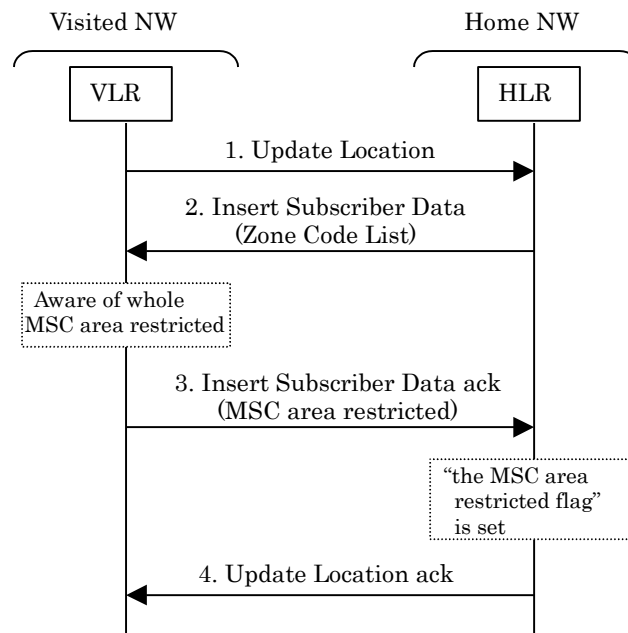 Visited NW
Home NW
VLR
HLR
1. Update Location
2. Insert Subscriber Data
(Zone Code List)
Aware of whole
MSC area restricted
3. Insert Subscriber Data ack
(MSC area restricted)
“the MSC area
restricted flag”
is set
4. Update Location ack